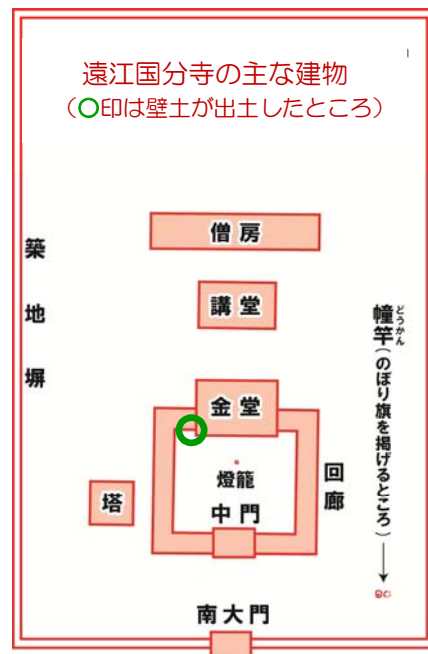 遠江国分寺の主な建物
（〇印は壁土が出土したところ）
僧房
講堂
金堂
燈籠
中門
回廊
塔
南大門
築地塀
幢竿（のぼり旗を掲げるところ）
どうかん